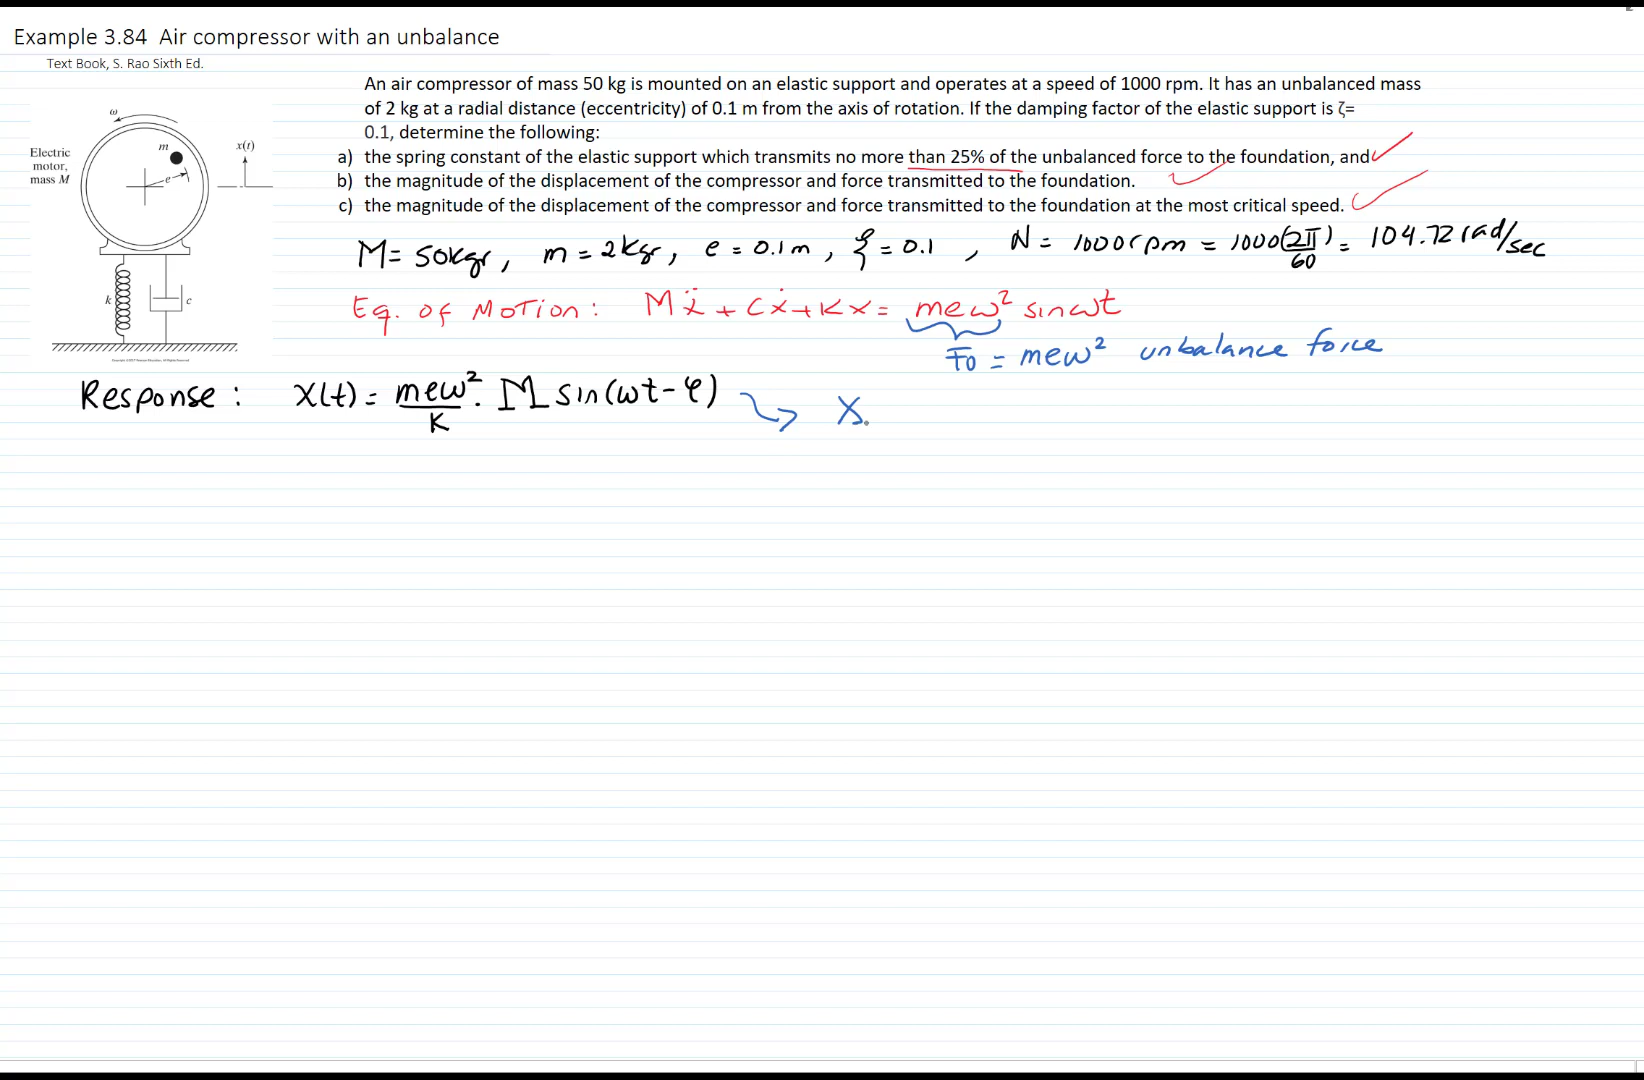 Example 3.84 Air compressor with an unbalance
Text Book, S. Rao Sixth Ed.
An air compressor of mass 50 kg is mounted on an elastic support and operates at a speed of 1000 rpm. It has an unbalanced mass
of 2 kg at a radial distance (eccentricity) of 0.1 m from the axis of rotation. If the damping factor of the elastic support is ζ=
0.1, determine the following:
a) the spring constant of the elastic support which transmits no more than 25% of the unbalanced force to the foundation, and
b) the magnitude of the displacement of the compressor and force transmitted to the foundation.
c) the magnitude of the displacement of the compressor and force transmitted to the foundation at the most critical speed.
ω
m
x(t)
Electric
motor,
mass M
e
k
c
M = 50kgr, m = 2kgr, e = 0.1m, ξ = 0.1, N = 1000rpm = 1000(2π/60) = 104.72 rad/sec
Eq. of Motion: Mẍ + Cẋ + Kx = meω² sinωt
F0 = meω² unbalance force
Response: X(t) = meω²/K . M sin(ωt-φ) → X